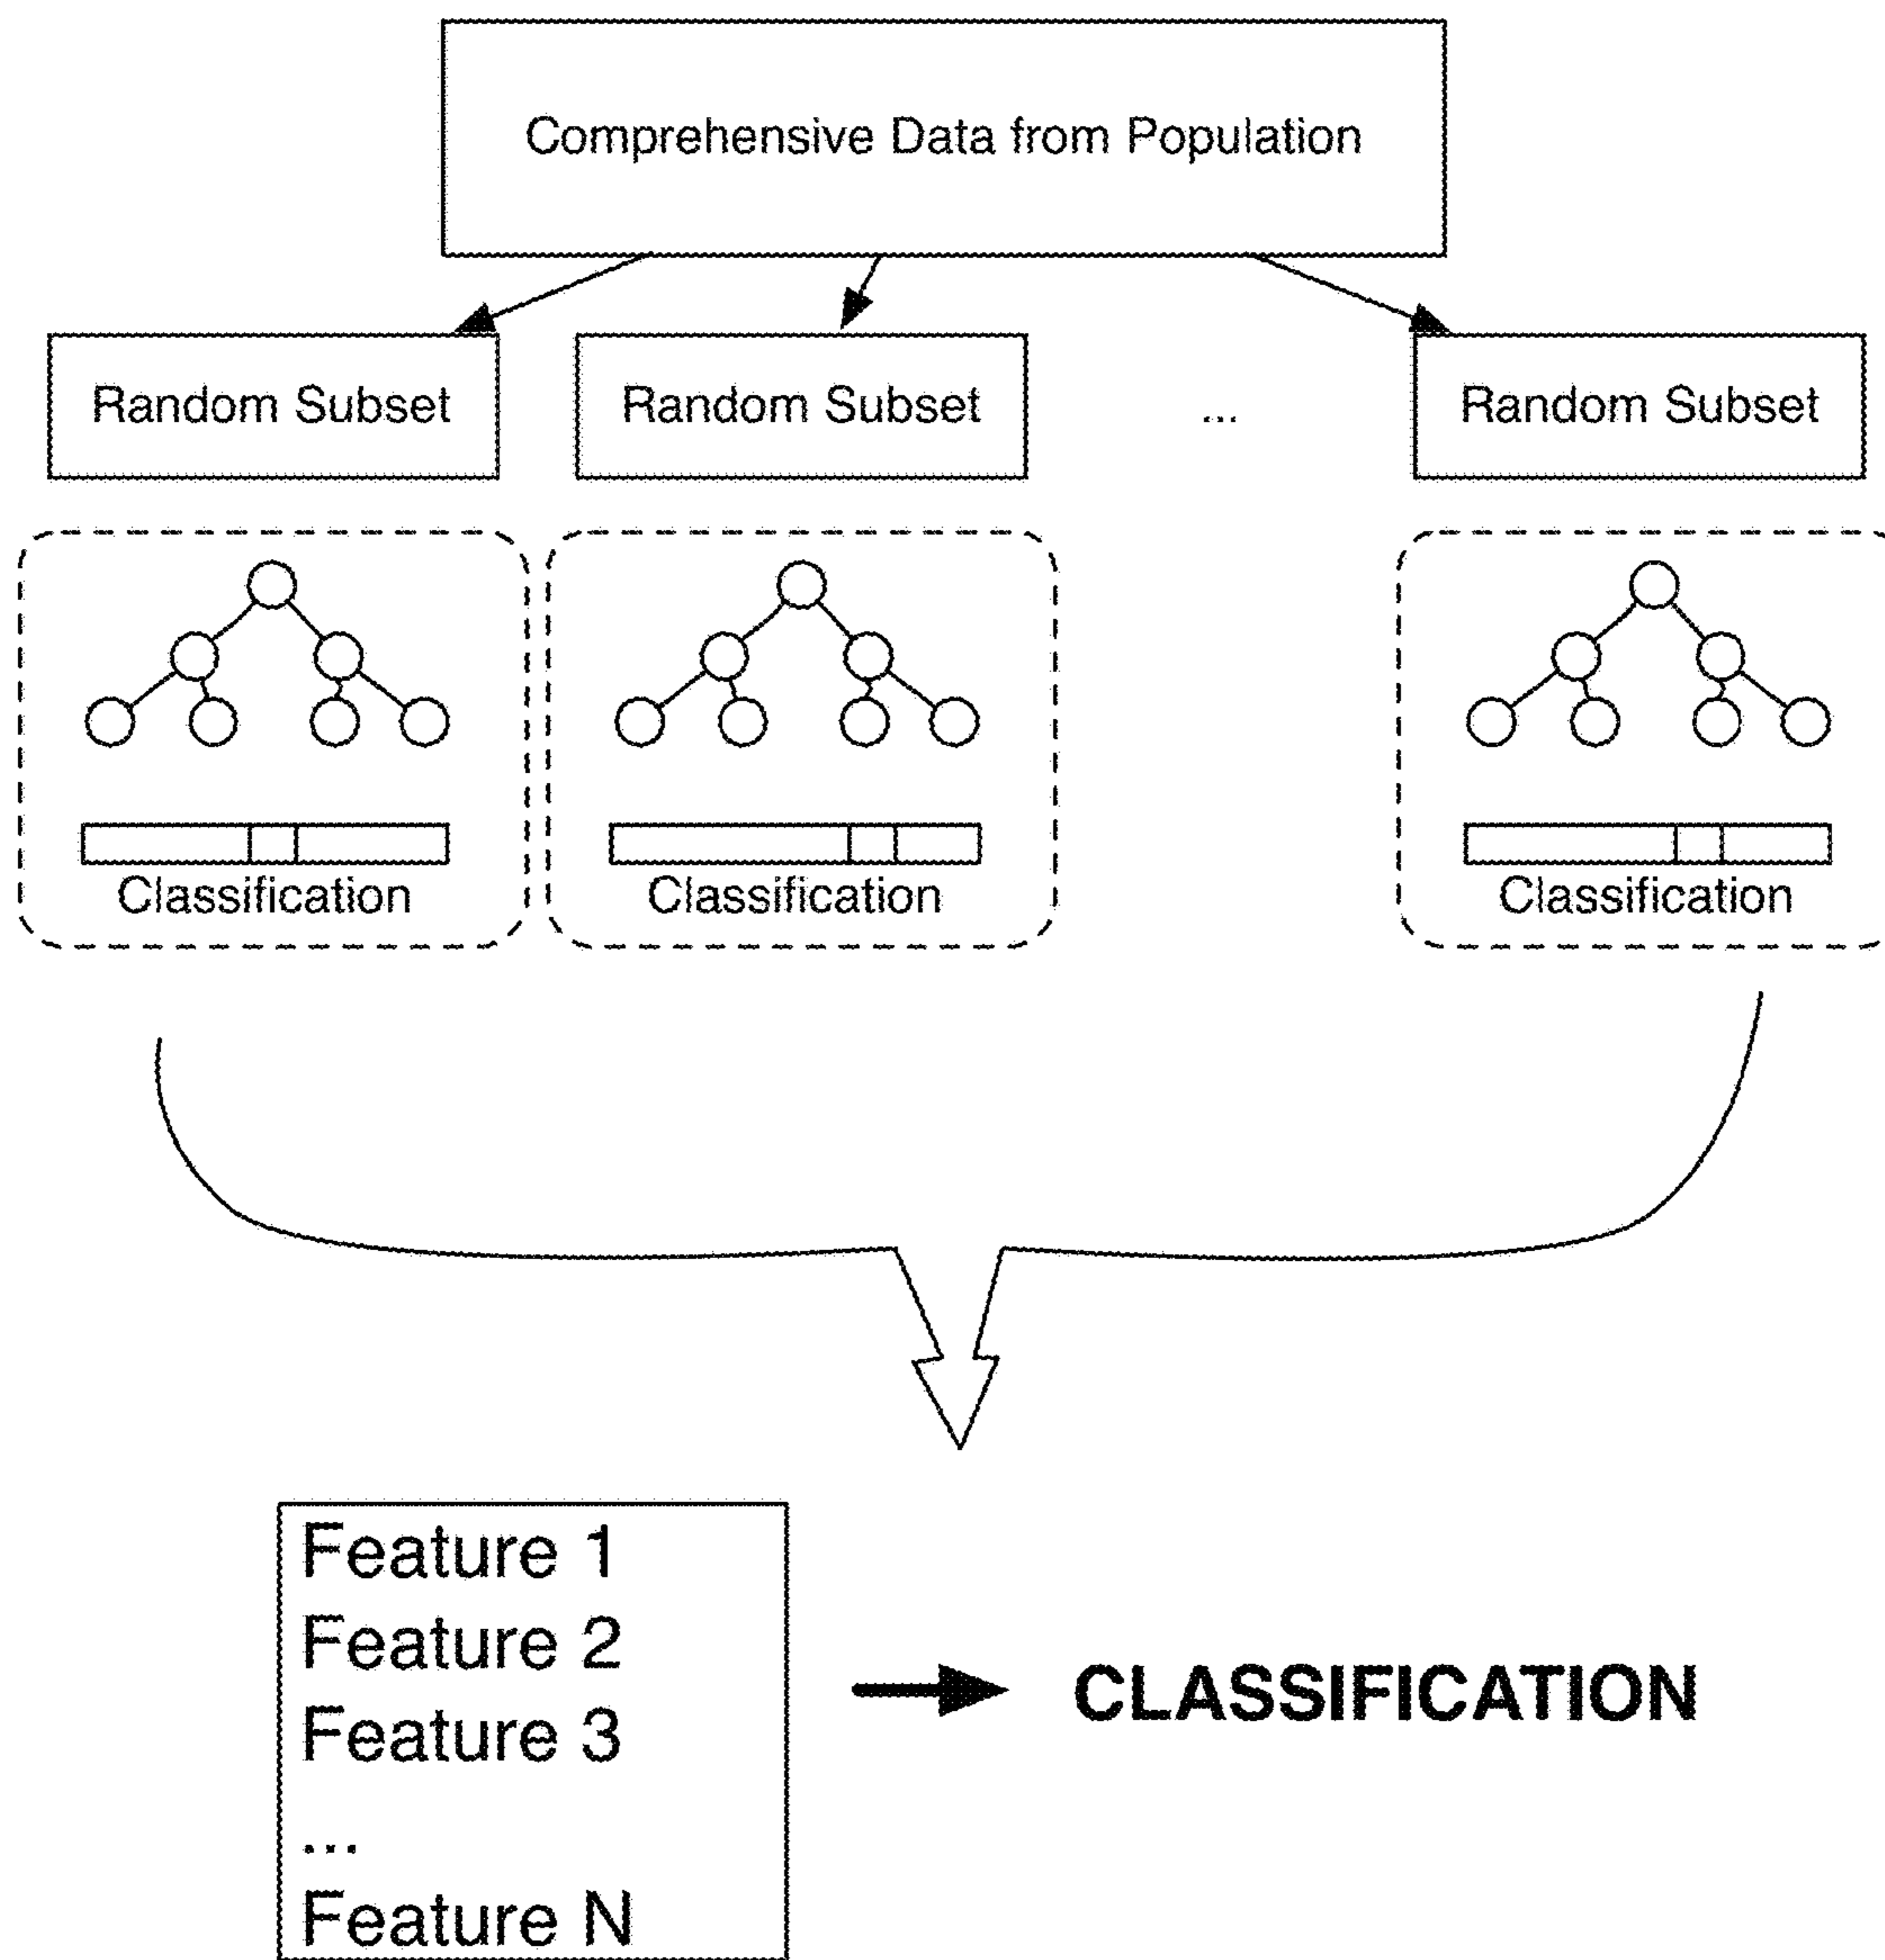 Comprehensive Data from Population
Random Subset
Random Subset
...
Random Subset
Classification
Classification
Classification
Feature 1
Feature 2
Feature 3
...
Feature N
CLASSIFICATION